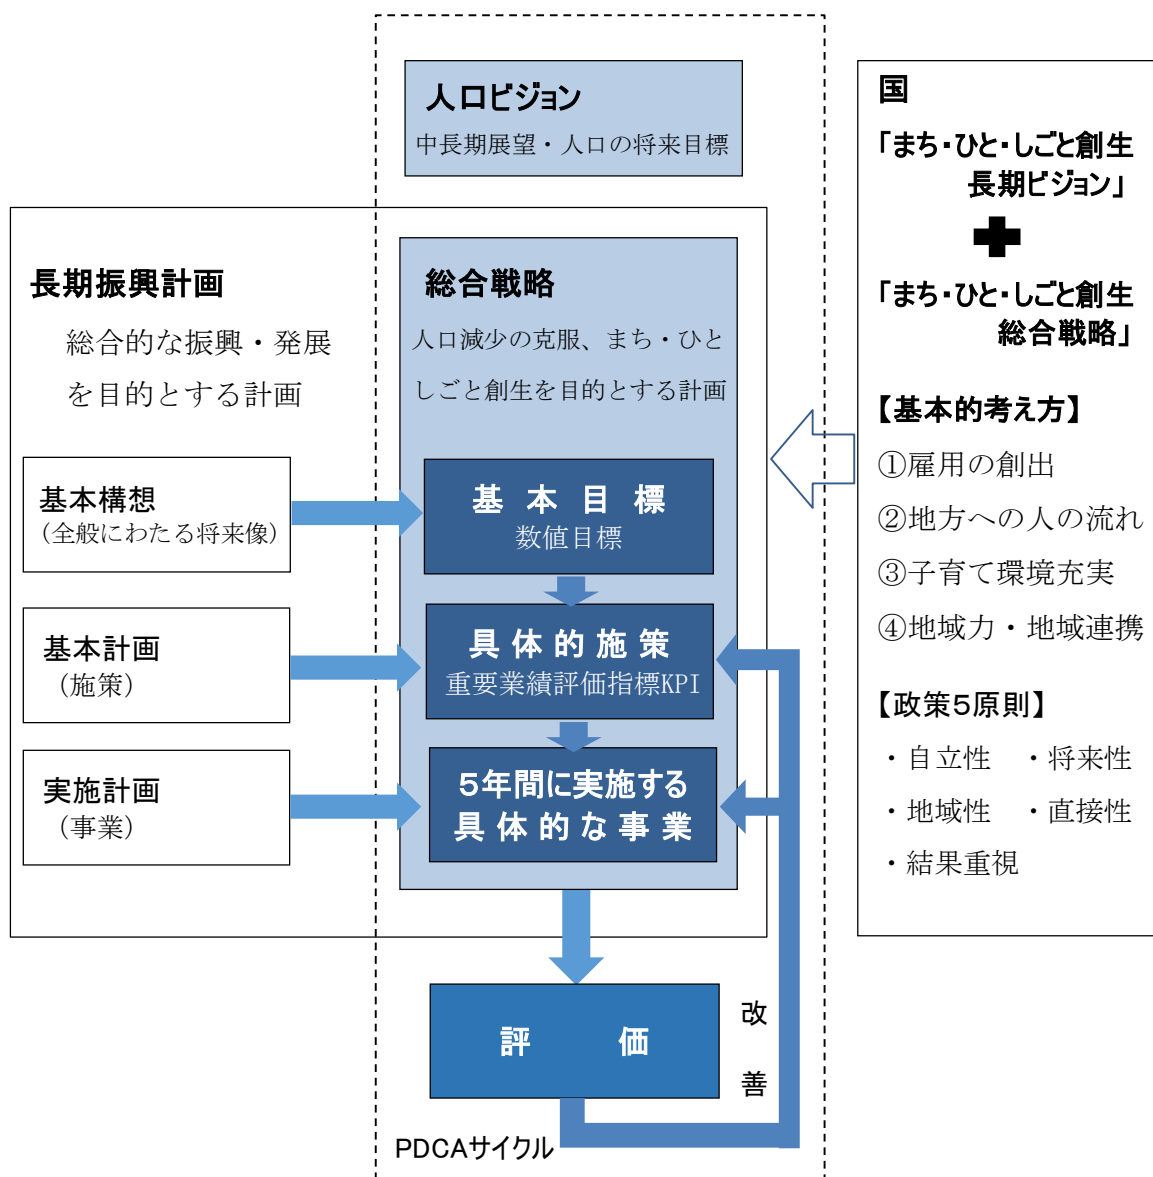 人口ビジョン
中長期展望・人口の将来目標
長期振興計画
総合的な振興・発展
を目的とする計画
基本構想
（全般にわたる将来像）
基本計画
（施策）
実施計画
（事業）
総合戦略
人口減少の克服、まち・ひと
しごと創生を目的とする計画
基本目標
数値目標
具体的施策
重要業績評価指標KPI
５年間に実施する
具体的な事業
評価
改
善
PDCAサイクル
国
「まち・ひと・しごと創生
長期ビジョン」
「まち・ひと・しごと創生
総合戦略」
【基本的考え方】
①雇用の創出
②地方への人の流れ
③子育て環境充実
④地域力・地域連携
【政策５原則】
・自立性　・将来性
・地域性　・直接性
・結果重視